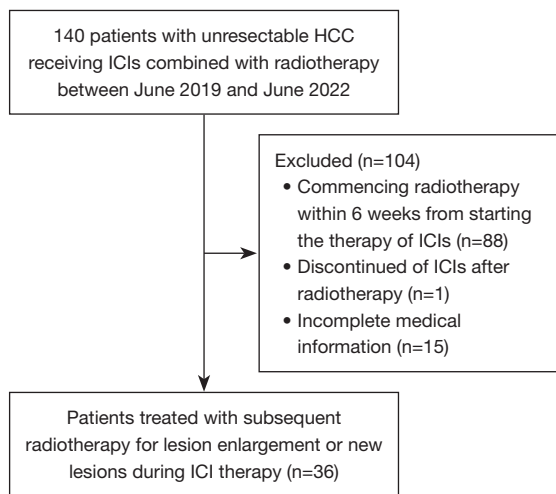 140 patients with unresectable HCC
receiving ICIs combined with radiotherapy
between June 2019 and June 2022
Excluded (n=104)
• Commencing radiotherapy
within 6 weeks from starting
the therapy of ICIs (n=88)
• Discontinued of ICIs after
radiotherapy (n=1)
• Incomplete medical
information (n=15)
Patients treated with subsequent
radiotherapy for lesion enlargement or new
lesions during ICI therapy (n=36)